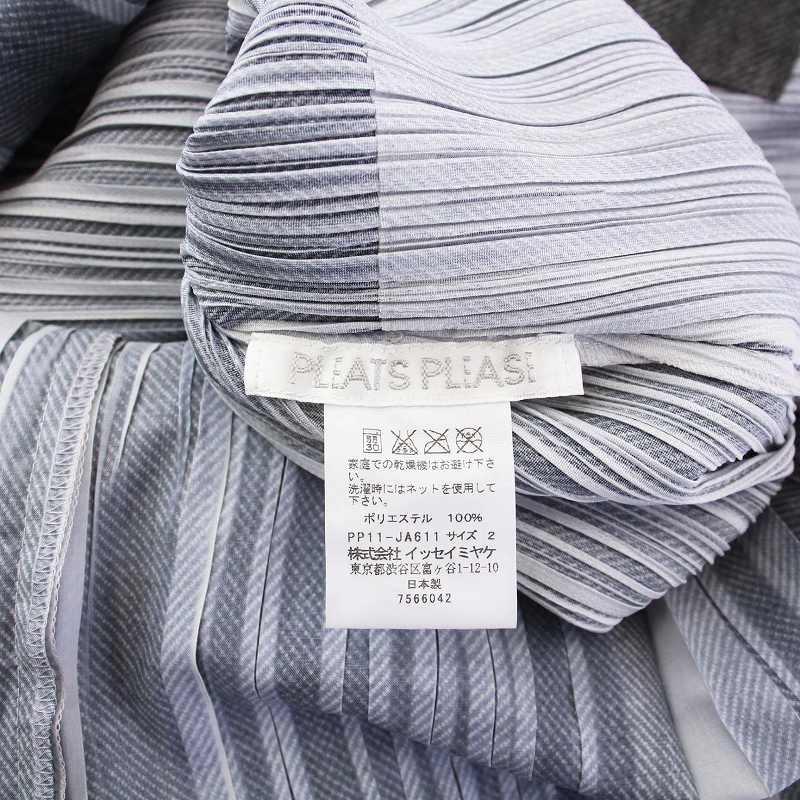 PLEATS PLEASE
家庭での乾燥機はお避け下さ
い。
洗濯時にはネットを使用して
下さい。
ポリエステル 100%
PP11-JA611 サイズ 2
株式会社 イッセイミヤケ
東京都渋谷区富ヶ谷1-12-10
日本製
7566042